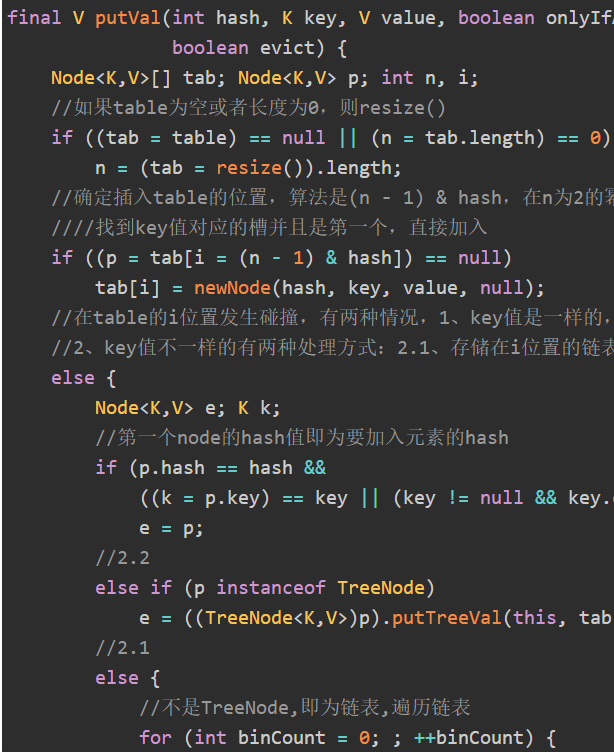 final V putVal(int hash, K key, V value, boolean onlyIfA
boolean evict) {
Node<K,V>[] tab; Node<K,V> p; int n, i;
//如果table为空或者长度为0，则resize()
if ((tab = table) == null || (n = tab.length) == 0)
n = (tab = resize()).length;
//确定插入table的位置，算法是(n - 1) & hash，在n为2的幂
////找到key值对应的槽并且是第一个，直接加入
if ((p = tab[i = (n - 1) & hash]) == null)
tab[i] = newNode(hash, key, value, null);
//在table的i位置发生碰撞，有两种情况，1、key值是一样的，
//2、key值不一样的有两种处理方式：2.1、存储在i位置的链表
else {
Node<K,V> e; K k;
//第一个node的hash值即为要加入元素的hash
if (p.hash == hash &&
((k = p.key) == key || (key != null && key.
e = p;
//2.2
else if (p instanceof TreeNode)
e = ((TreeNode<K,V>)p).putTreeVal(this, tab
//2.1
else {
//不是TreeNode,即为链表,遍历链表
for (int binCount = 0; ; ++binCount) {